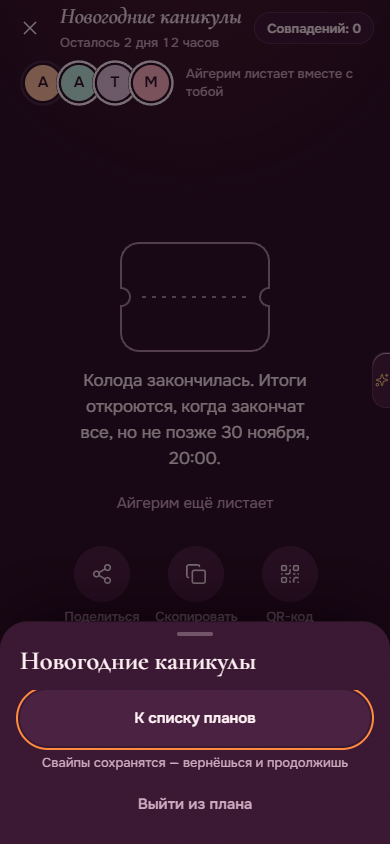 Новогодние каникулы
Осталось 2 дня 12 часов
Совпадений: 0
А А Т М
Айгерим листает вместе с
тобой
Колода закончилась. Итоги
откроются, когда закончат
все, но не позже 30 ноября,
20:00.
Айгерим ещё листает
Поделиться Скопировать QR-код
Новогодние каникулы
К списку планов
Свайпы сохранятся — вернёшься и продолжишь
Выйти из плана